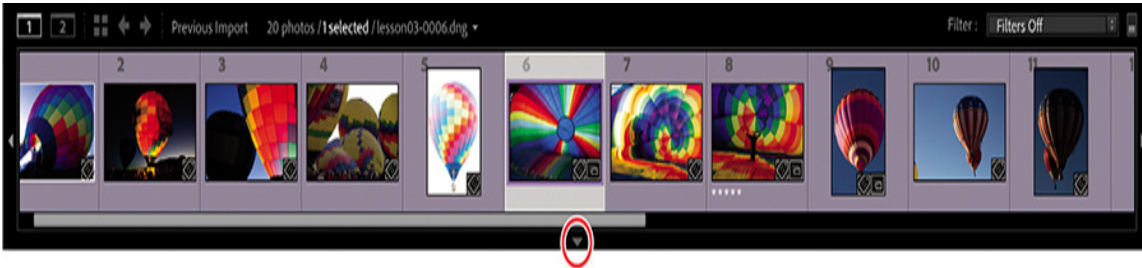 1 2 Previous Import 20 photos / 1 selected / lesson03-0006.dng Filter : Filters Off
2 3 4 5 6 7 8 9 10 11 1